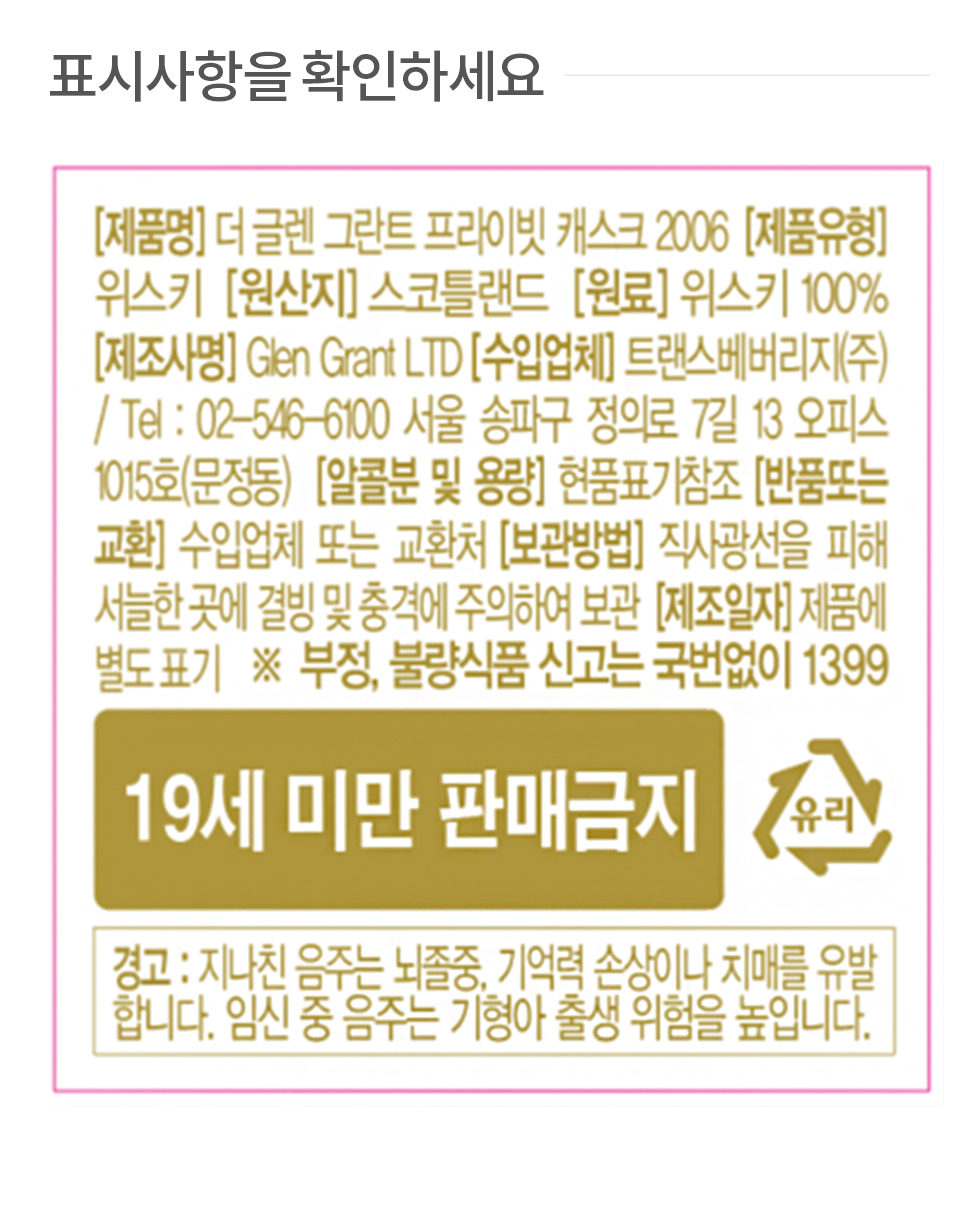 표시사항을 확인하세요
[제품명] 더 글렌 그란트 프라이빗 캐스크 2006 [제품유형]
위스키 [원산지] 스코틀랜드 [원료] 위스키 100%
[제조사명] Glen Grant LTD [수입업체] 트랜스베버리지(주)
/ Tel : 02-546-6100 서울 송파구 정의로 7길 13 오피스
1015호(문정동) [알콜분 및 용량] 현품표기참조 [반품또는
교환] 수입업체 또는 교환처 [보관방법] 직사광선을 피해
서늘한 곳에 결빙 및 충격에 주의하여 보관 [제조일자] 제품에
별도 표기 ※ 부정, 불량식품 신고는 국번없이 1399
19세 미만 판매금지
유리
경고 : 지나친 음주는 뇌졸중, 기억력 손상이나 치매를 유발
합니다. 임신 중 음주는 기형아 출생 위험을 높입니다.